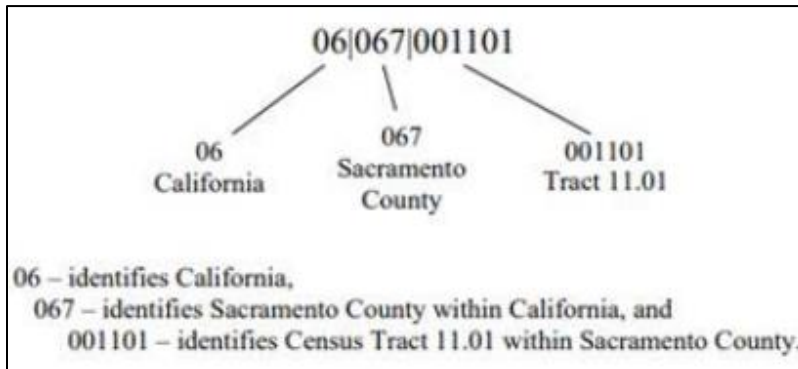 06|067|001101
06
California
067
Sacramento
County
001101
Tract 11.01
06 – identifies California,
067 – identifies Sacramento County within California, and
001101 – identifies Census Tract 11.01 within Sacramento County.